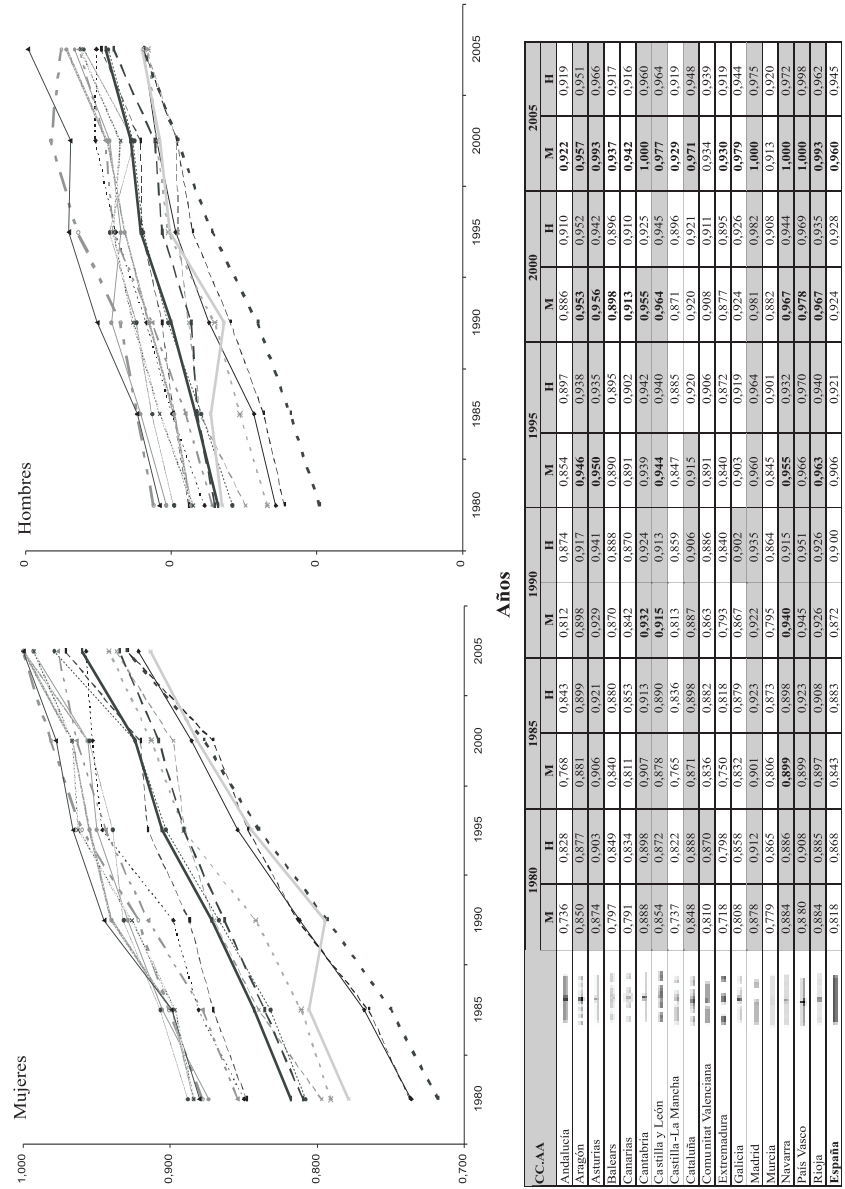 Mujeres
1,000
0,900
0,800
0,700
1980 1985 1990 1995 2000 2005
Hombres
0
0
0
0
1980 1985 1990 1995 2000 2005
Años
CC.AA 1980 1985 1990 1995 2000 2005
M H M H M H M H M H M H
Andalucia 0,736 0,828 0,768 0,843 0,812 0,874 0,854 0,897 0,886 0,910 0,922 0,919
Aragón 0,850 0,877 0,881 0,899 0,898 0,917 0,946 0,938 0,953 0,952 0,957 0,951
Asturias 0,874 0,903 0,906 0,921 0,929 0,941 0,950 0,935 0,956 0,942 0,993 0,966
Balears 0,797 0,849 0,840 0,880 0,870 0,888 0,890 0,895 0,898 0,896 0,937 0,917
Canarias 0,791 0,834 0,811 0,853 0,842 0,870 0,891 0,902 0,913 0,910 0,942 0,916
Cantabria 0,888 0,898 0,907 0,913 0,932 0,924 0,939 0,942 0,955 0,925 1,000 0,960
Castilla y León 0,854 0,872 0,878 0,890 0,915 0,913 0,944 0,940 0,964 0,945 0,977 0,964
Castilla-La Mancha 0,737 0,822 0,765 0,836 0,813 0,859 0,847 0,885 0,871 0,896 0,929 0,919
Cataluña 0,848 0,888 0,871 0,898 0,887 0,906 0,915 0,920 0,920 0,921 0,971 0,948
Comunitat Valenciana 0,810 0,870 0,836 0,882 0,863 0,886 0,891 0,906 0,908 0,911 0,934 0,939
Extremadura 0,718 0,798 0,750 0,818 0,793 0,840 0,840 0,872 0,877 0,895 0,930 0,919
Galicia 0,808 0,858 0,832 0,879 0,867 0,902 0,903 0,919 0,924 0,926 0,979 0,944
Madrid 0,878 0,912 0,901 0,923 0,922 0,935 0,960 0,964 0,981 0,982 1,000 0,975
Murcia 0,779 0,865 0,806 0,873 0,795 0,864 0,845 0,901 0,882 0,908 0,913 0,920
Navarra 0,884 0,886 0,899 0,898 0,940 0,915 0,955 0,932 0,967 0,944 1,000 0,972
País Vasco 0,880 0,908 0,899 0,923 0,945 0,951 0,966 0,970 0,978 0,969 1,000 0,998
Rioja 0,884 0,885 0,897 0,908 0,926 0,926 0,963 0,940 0,967 0,935 0,993 0,962
España 0,818 0,868 0,843 0,883 0,872 0,900 0,906 0,921 0,924 0,928 0,960 0,945